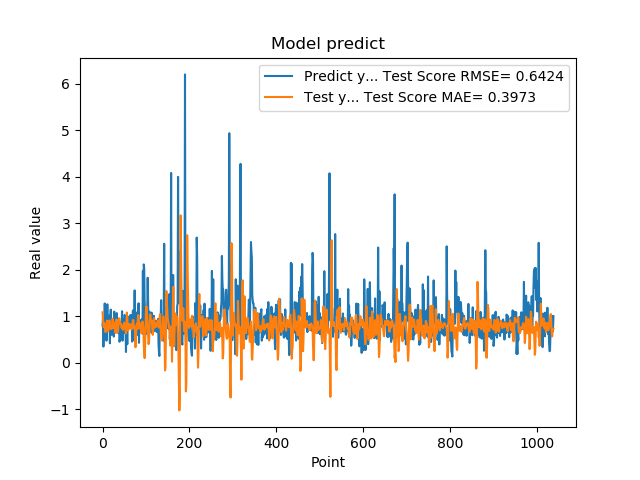 Model predict
Predict y... Test Score RMSE= 0.6424
Test y... Test Score MAE= 0.3973
Real value
6
5
4
3
2
1
0
−1
0 200 400 600 800 1000
Point